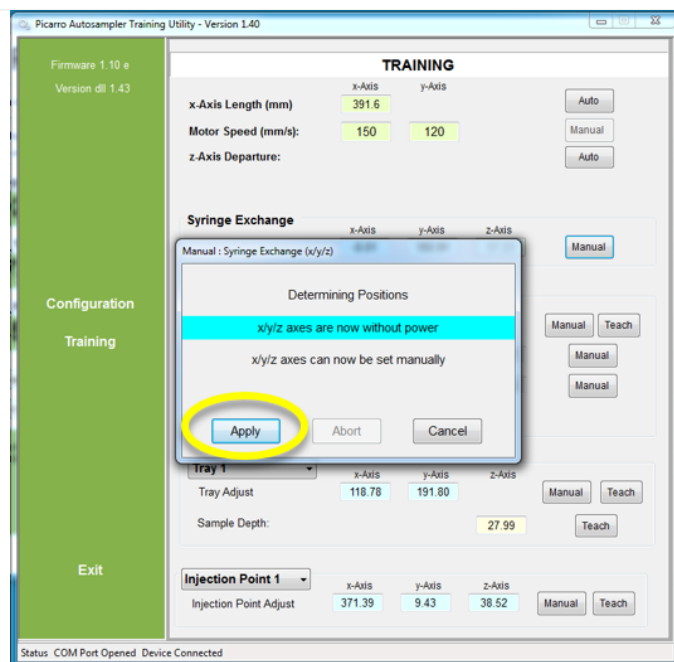 Picarro Autosampler Training Utility - Version 1.40
Firmware 1.10 e
Version dll 1.43
TRAINING
x-Axis y-Axis
x-Axis Length (mm) 391.6 Auto
Motor Speed (mm/s): 150 120 Manual
z-Axis Departure: Auto
Syringe Exchange
x-Axis y-Axis z-Axis
Manual
Manual : Syringe Exchange (x/y/z)
Determining Positions
x/y/z axes are now without power
x/y/z axes can now be set manually
Apply Abort Cancel
Configuration
Training
Manual Teach
Manual
Manual
Tray 1
x-Axis y-Axis z-Axis
Tray Adjust 118.78 191.80 Manual Teach
Sample Depth: 27.99 Teach
Exit
Injection Point 1
x-Axis y-Axis z-Axis
Injection Point Adjust 371.39 9.43 38.52 Manual Teach
Status COM Port Opened Device Connected